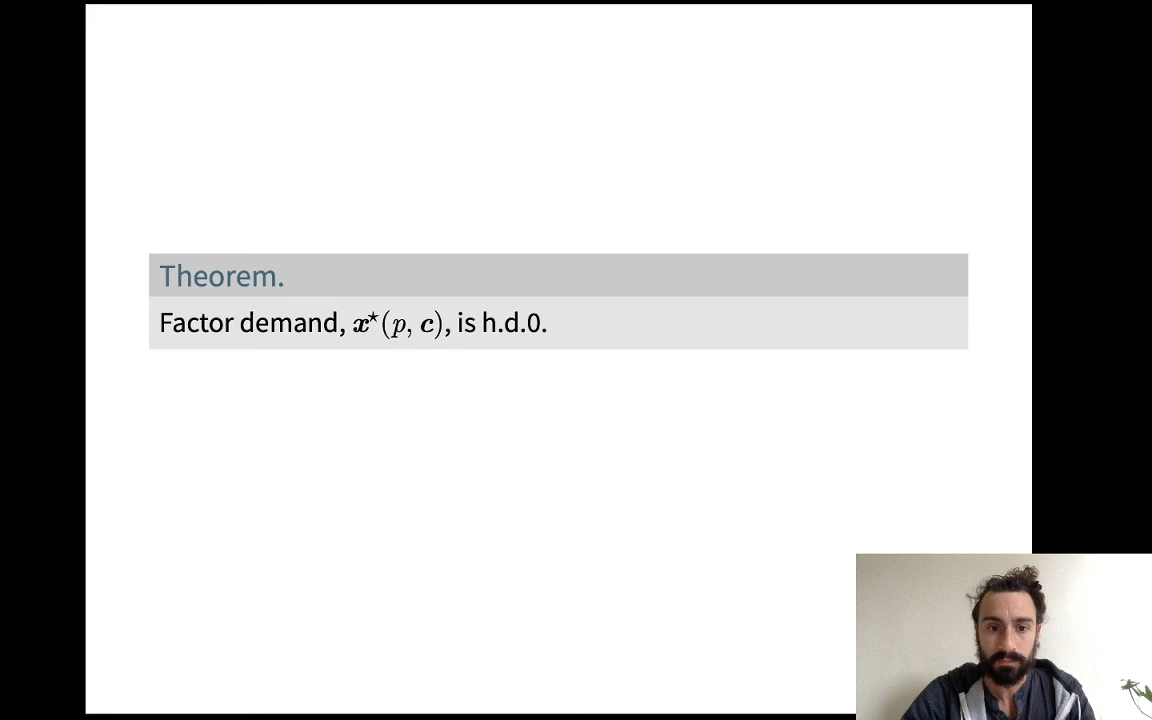 Theorem.
Factor demand, x⋆(p, c), is h.d.0.